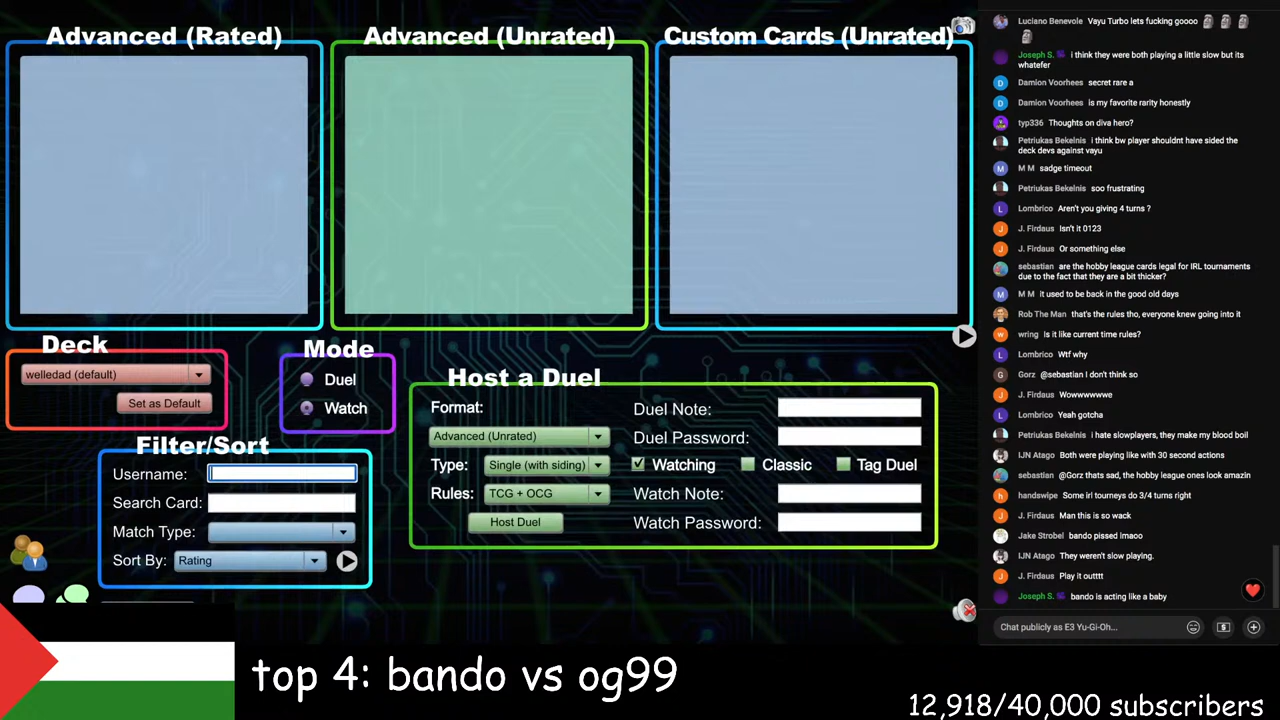 Advanced (Rated)
Advanced (Unrated)
Custom Cards (Unrated)
Deck
welledad (default)
Set as Default
Mode
Duel
Watch
Filter/Sort
Username:
Search Card:
Match Type:
Sort By:
Rating
Host a Duel
Format:
Advanced (Unrated)
Type:
Single (with siding)
Rules:
TCG + OCG
Host Duel
Duel Note:
Duel Password:
Watching
Classic
Tag Duel
Watch Note:
Watch Password:
Luciano Benevole Vayu Turbo lets fucking goooo
Joseph S. i think they were both playing a little slow but its
whatefer
D Damion Voorhees secret rare a
D Damion Voorhees is my favorite rarity honestly
typ336 Thoughts on diva hero?
Petriukas Bekelnis i think bw player shouldnt have sided the
deck devs against vayu
M M M sadge timeout
Petriukas Bekelnis soo frustrating
L Lombrico Aren't you giving 4 turns ?
J J. Firdaus Isn't it 0123
J J. Firdaus Or something else
sebastian are the hobby league cards legal for IRL tournaments
due to the fact that they are a bit thicker?
M M M it used to be back in the good old days
Rob The Man that's the rules tho, everyone knew going into it
wring Is it like current time rules?
L Lombrico Wtf why
G Gorz @sebastian I don't think so
J J. Firdaus Wowwwwwwe
L Lombrico Yeah gotcha
Petriukas Bekelnis i hate slowplayers, they make my blood boil
IJN Atago Both were playing like with 30 second actions
sebastian @Gorz thats sad, the hobby league ones look amazin
h handswipe Some irl tourneys do 3/4 turns right
J J. Firdaus Man this is so wack
Jake Strobel bando pissed lmaoo
IJN Atago They weren't slow playing.
J J. Firdaus Play it outttt
Joseph S. bando is acting like a baby
Chat publicly as E3 Yu-Gi-Oh...
top 4: bando vs og99
12,918/40,000 subscribers